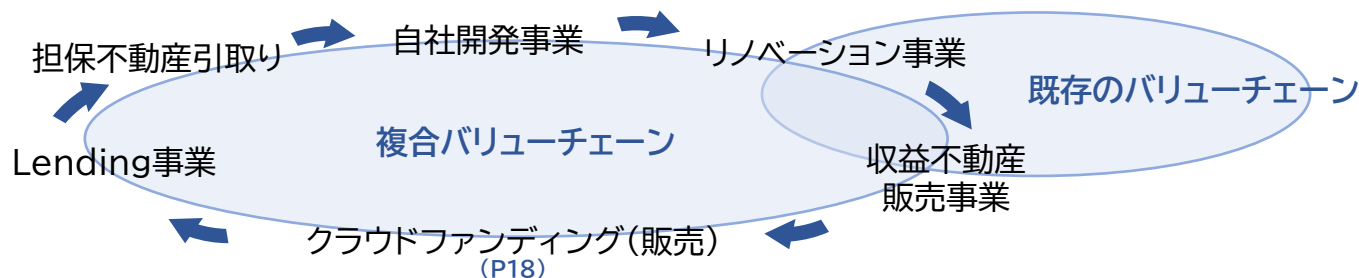 自社開発事業
リノベーション事業
担保不動産引取り
既存のバリューチェーン
複合バリューチェーン
Lending事業
収益不動産
販売事業
クラウドファンディング(販売)
(P18)